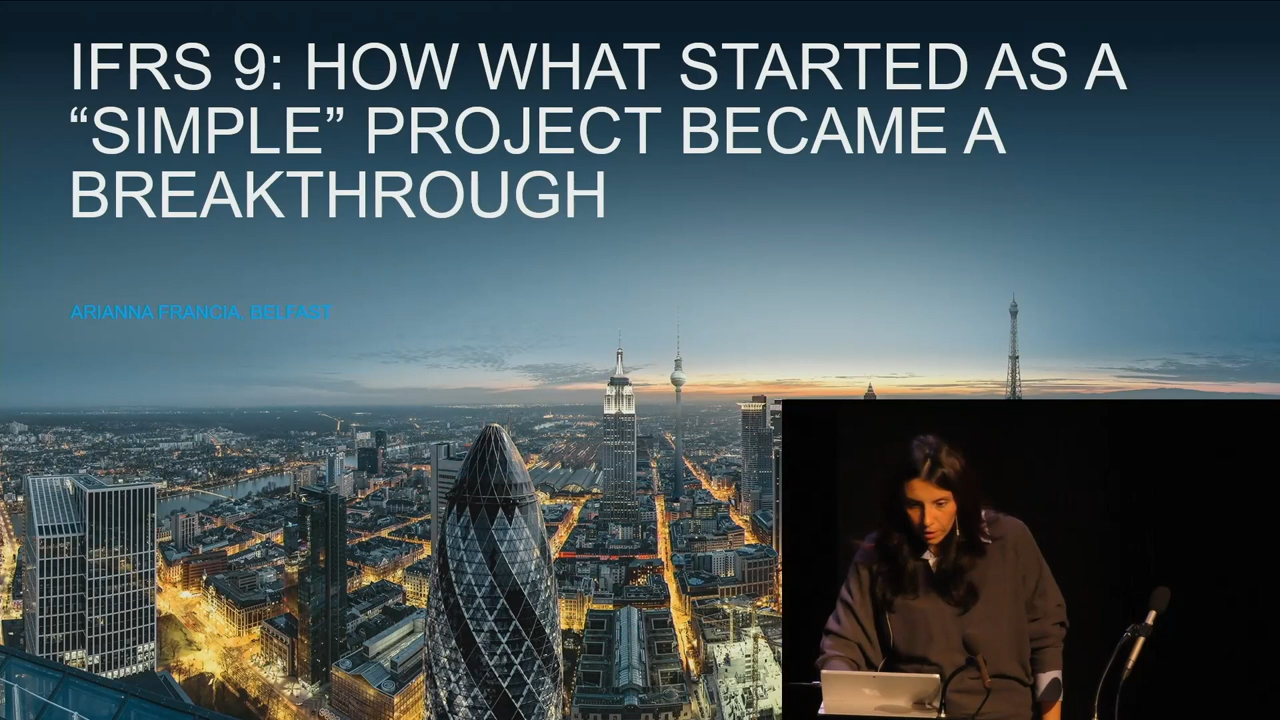 IFRS 9: HOW WHAT STARTED AS A
“SIMPLE” PROJECT BECAME A
BREAKTHROUGH
ARIANNA FRANCIA, BELFAST